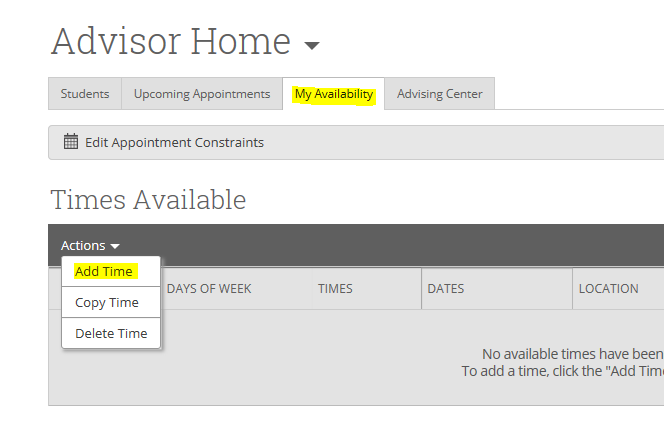 Advisor Home
Students Upcoming Appointments My Availability Advising Center
Edit Appointment Constraints
Times Available
Actions
Add Time
Copy Time
Delete Time
DAYS OF WEEK TIMES DATES LOCATION
No available times have been
To add a time, click the "Add Time